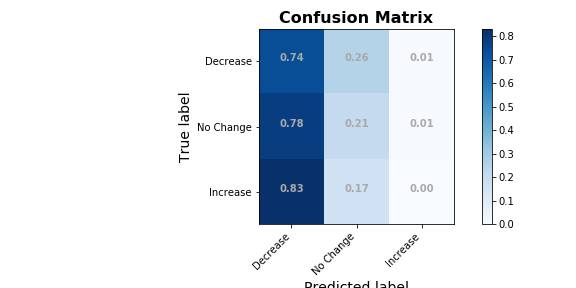 Confusion Matrix
True label
Decrease 0.74 0.26 0.01
No Change 0.78 0.21 0.01
Increase 0.83 0.17 0.00
Decrease No Change Increase
Predicted label
0.8
0.7
0.6
0.5
0.4
0.3
0.2
0.1
0.0